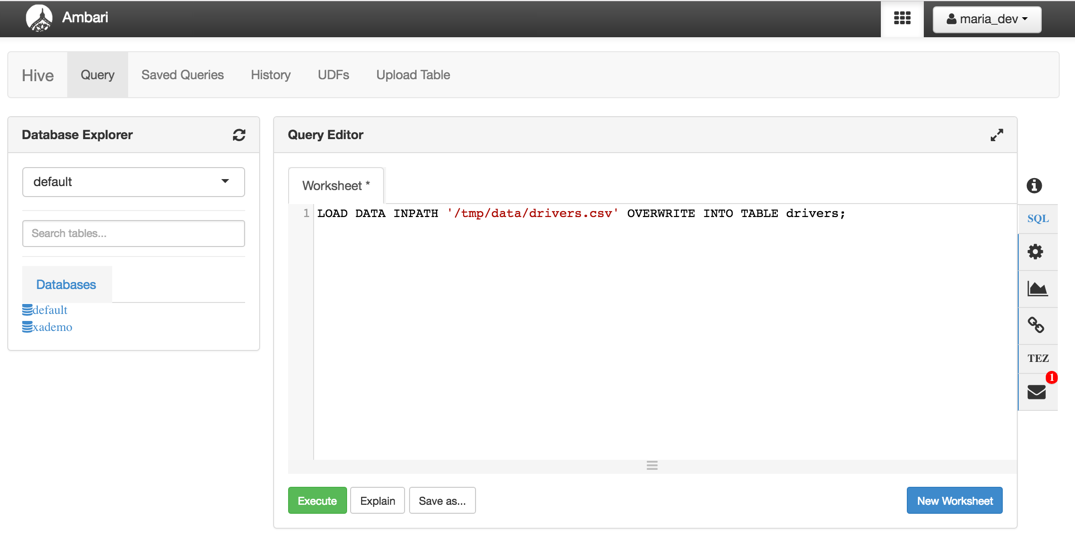 Ambari
maria_dev
Hive Query Saved Queries History UDFs Upload Table
Database Explorer
default
Search tables...
Databases
default
xademo
Query Editor
Worksheet *
1 LOAD DATA INPATH '/tmp/data/drivers.csv' OVERWRITE INTO TABLE drivers;
Execute Explain Save as... New Worksheet
SQL
TEZ
1